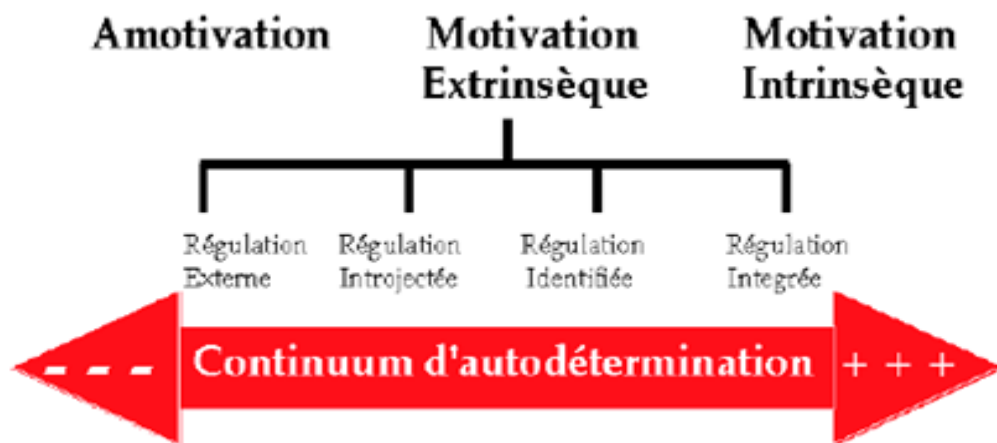 Amotivation
Motivation
Extrinsèque
Motivation
Intrinsèque
Régulation
Externe
Régulation
Introjectée
Régulation
Identifiée
Régulation
Integrée
- - - Continuum d'autodétermination + + +